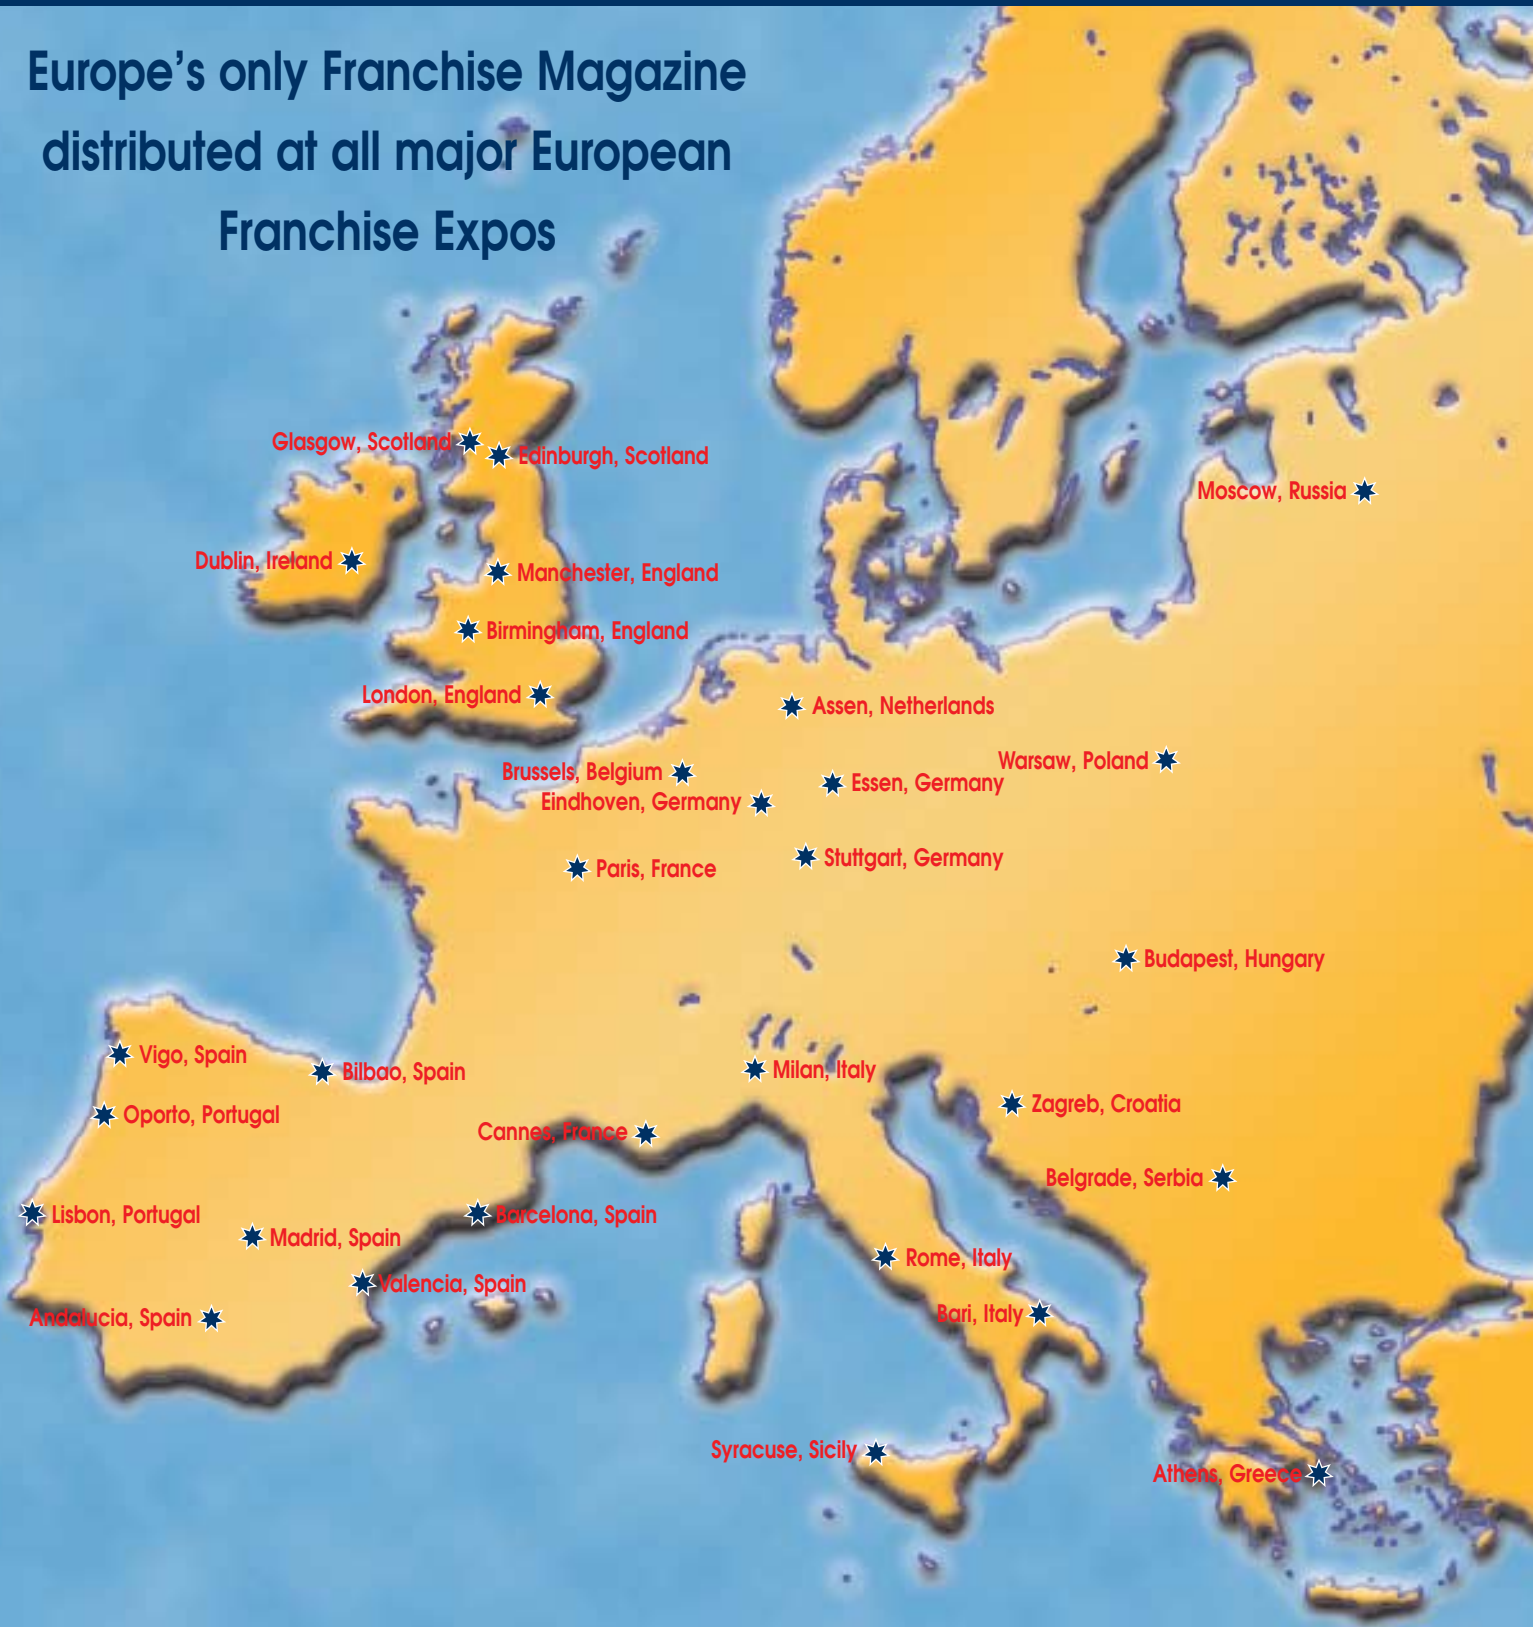 Europe's only Franchise Magazine
distributed at all major European
Franchise Expos
Glasgow, Scotland
Edinburgh, Scotland
Moscow, Russia
Dublin, Ireland
Manchester, England
Birmingham, England
London, England
Assen, Netherlands
Warsaw, Poland
Brussels, Belgium
Essen, Germany
Eindhoven, Germany
Stuttgart, Germany
Paris, France
Budapest, Hungary
Vigo, Spain
Bilbao, Spain
Milan, Italy
Zagreb, Croatia
Oporto, Portugal
Cannes, France
Belgrade, Serbia
Lisbon, Portugal
Barcelona, Spain
Madrid, Spain
Rome, Italy
Valencia, Spain
Bari, Italy
Andalucia, Spain
Syracuse, Sicily
Athens, Greece